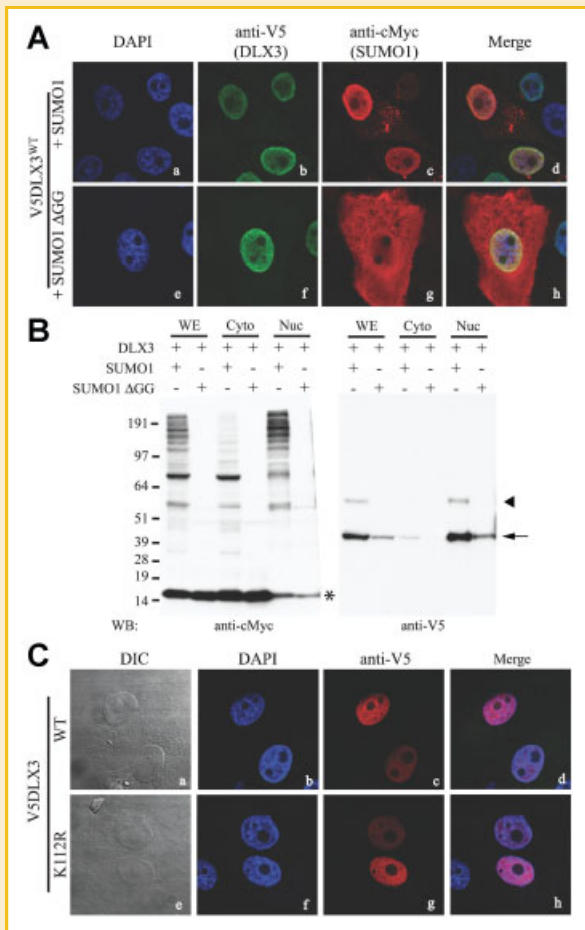 A
DAPI
anti-V5
(DLX3)
anti-cMyc
(SUMO1)
Merge
V5DLX3WT
+ SUMO1
a
b
c
d
+ SUMO1 ΔGG
e
f
g
h
B
WE Cyto Nuc WE Cyto Nuc
DLX3 + + + + + + + + + + + +
SUMO1 + - + - + - + - + - + -
SUMO1 ΔGG - + - + - + - + - + - +
191
97
64
51
39
28
19
14
*
WB: anti-cMyc anti-V5
C
DIC DAPI anti-V5 Merge
V5DLX3
WT
a
b
c
d
K112R
e
f
g
h